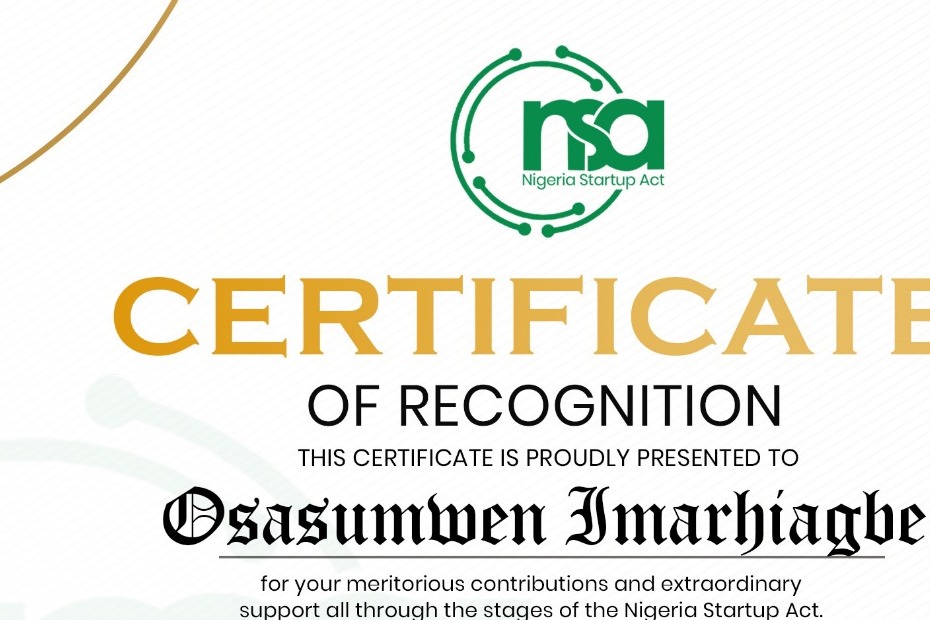 nsa
Nigeria Startup Act
CERTIFICATE
OF RECOGNITION
THIS CERTIFICATE IS PROUDLY PRESENTED TO
Osasumwen Imarhiagbe
for your meritorious contributions and extraordinary
support all through the stages of the Nigeria Startup Act.